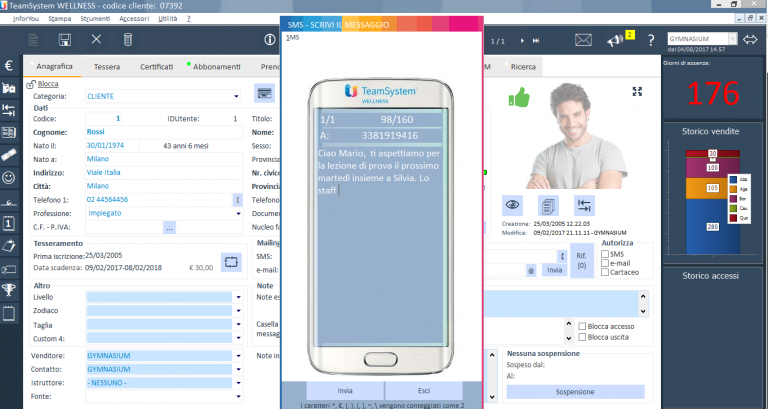 TeamSystem WELLNESS - codice cliente: 07392
InforYou Stampa Strumenti Accessori Utilità ?
1 / 1
2
?
GYMNASIUM
dal 04/08/2017 14.57
Anagrafica Tessera Certificati Abbonamenti Pren
M Ricerca
Blocca
Categoria: CLIENTE
Dati
Codice: 1 IDUtente: 1 Titolo:
Cognome: Rossi Nome:
Nato il: 30/01/1974 43 anni 6 mesi Sesso:
Nato a: Milano Provincia
Indirizzo: Viale Italia Nr. civico
Città: Milano Provincia
Telefono 1: 02 44564456 Telefono
Professione: Impiegato Document
C.F. - P.IVA: ... Nucleo fa
Tesseramento
Prima iscrizione: 25/03/2005
Data scadenza: 09/02/2017-08/02/2018 € 30,00
Mailing
SMS:
e-mail:
Altro
Livello
Zodiaco
Taglia
Custom 4:
Note
Note es
Casella
messag
Venditore: GYMNASIUM
Contatto: GYMNASIUM
Istruttore: - NESSUNO -
Fonte:
Note in
SMS - SCRIVI IL MESSAGGIO
SMS
TeamSystem
WELLNESS
1/1 98/160
A: 3381919416
Ciao Mario, ti aspettiamo per
la lezione di prova il prossimo
martedì insieme a Silvia. Lo
staff
Invia Esci
I caratteri ^, €, {, }, [, ], ~, \ vengono conteggiati come 2
Creazione: 25/03/2005 12.22.03
Modifica: 09/02/2017 21.11.11 - GYMNASIUM
@ Invia
Rif.
(0)
Autorizza
SMS
e-mail
Cartaceo
Blocca accesso
Blocca uscita
Nessuna sospensione
Sospeso dal:
Al:
Sospensione
Giorni di assenza:
176
Storico vendite
30
100
105
280
Abb
Age
Ber
Cau
Quo
Storico accessi